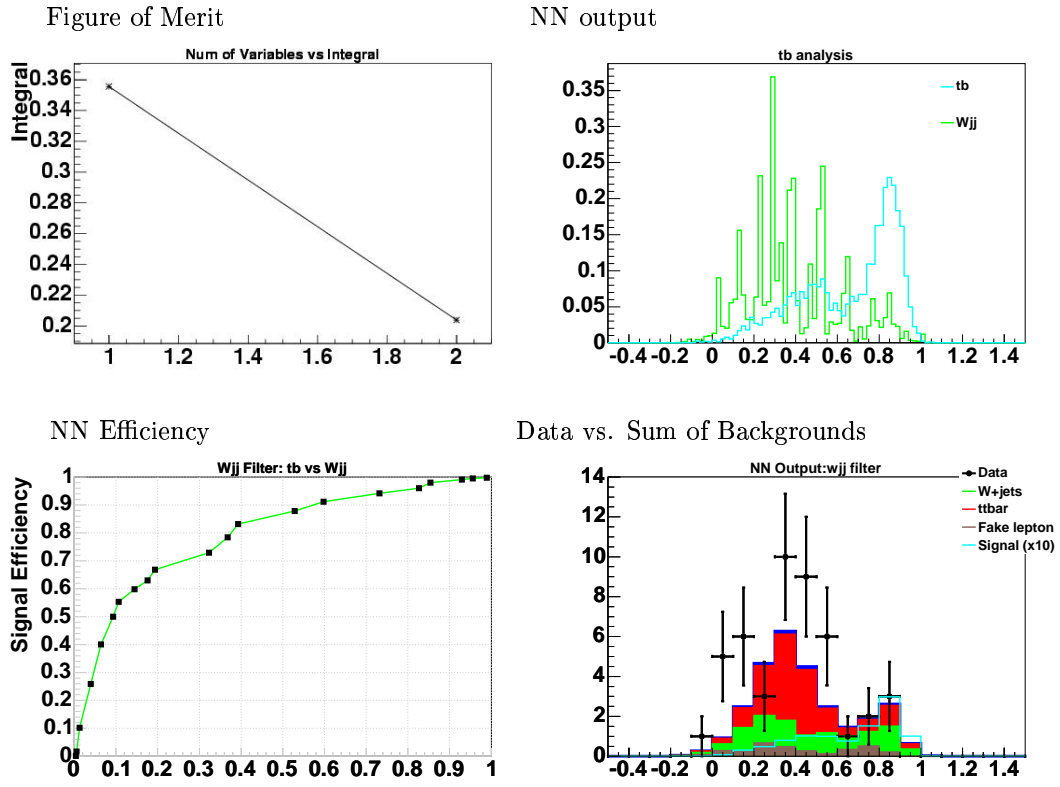 Figure of Merit
NN output
Num of Variables vs Integral
Integral
0.36
0.34
0.32
0.3
0.28
0.26
0.24
0.22
0.2
1 1.2 1.4 1.6 1.8 2
tb analysis
tb
Wjj
0.35
0.3
0.25
0.2
0.15
0.1
0.05
0
-0.4 -0.2 0 0.2 0.4 0.6 0.8 1 1.2 1.4
NN Efficiency
Data vs. Sum of Backgrounds
Wjj Filter: tb vs Wjj
Signal Efficiency
1
0.9
0.8
0.7
0.6
0.5
0.4
0.3
0.2
0.1
0
0 0.1 0.2 0.3 0.4 0.5 0.6 0.7 0.8 0.9 1
NN Output:wjj filter
Data
W+jets
ttbar
Fake lepton
Signal (x10)
14
12
10
8
6
4
2
0
-0.4 -0.2 0 0.2 0.4 0.6 0.8 1 1.2 1.4